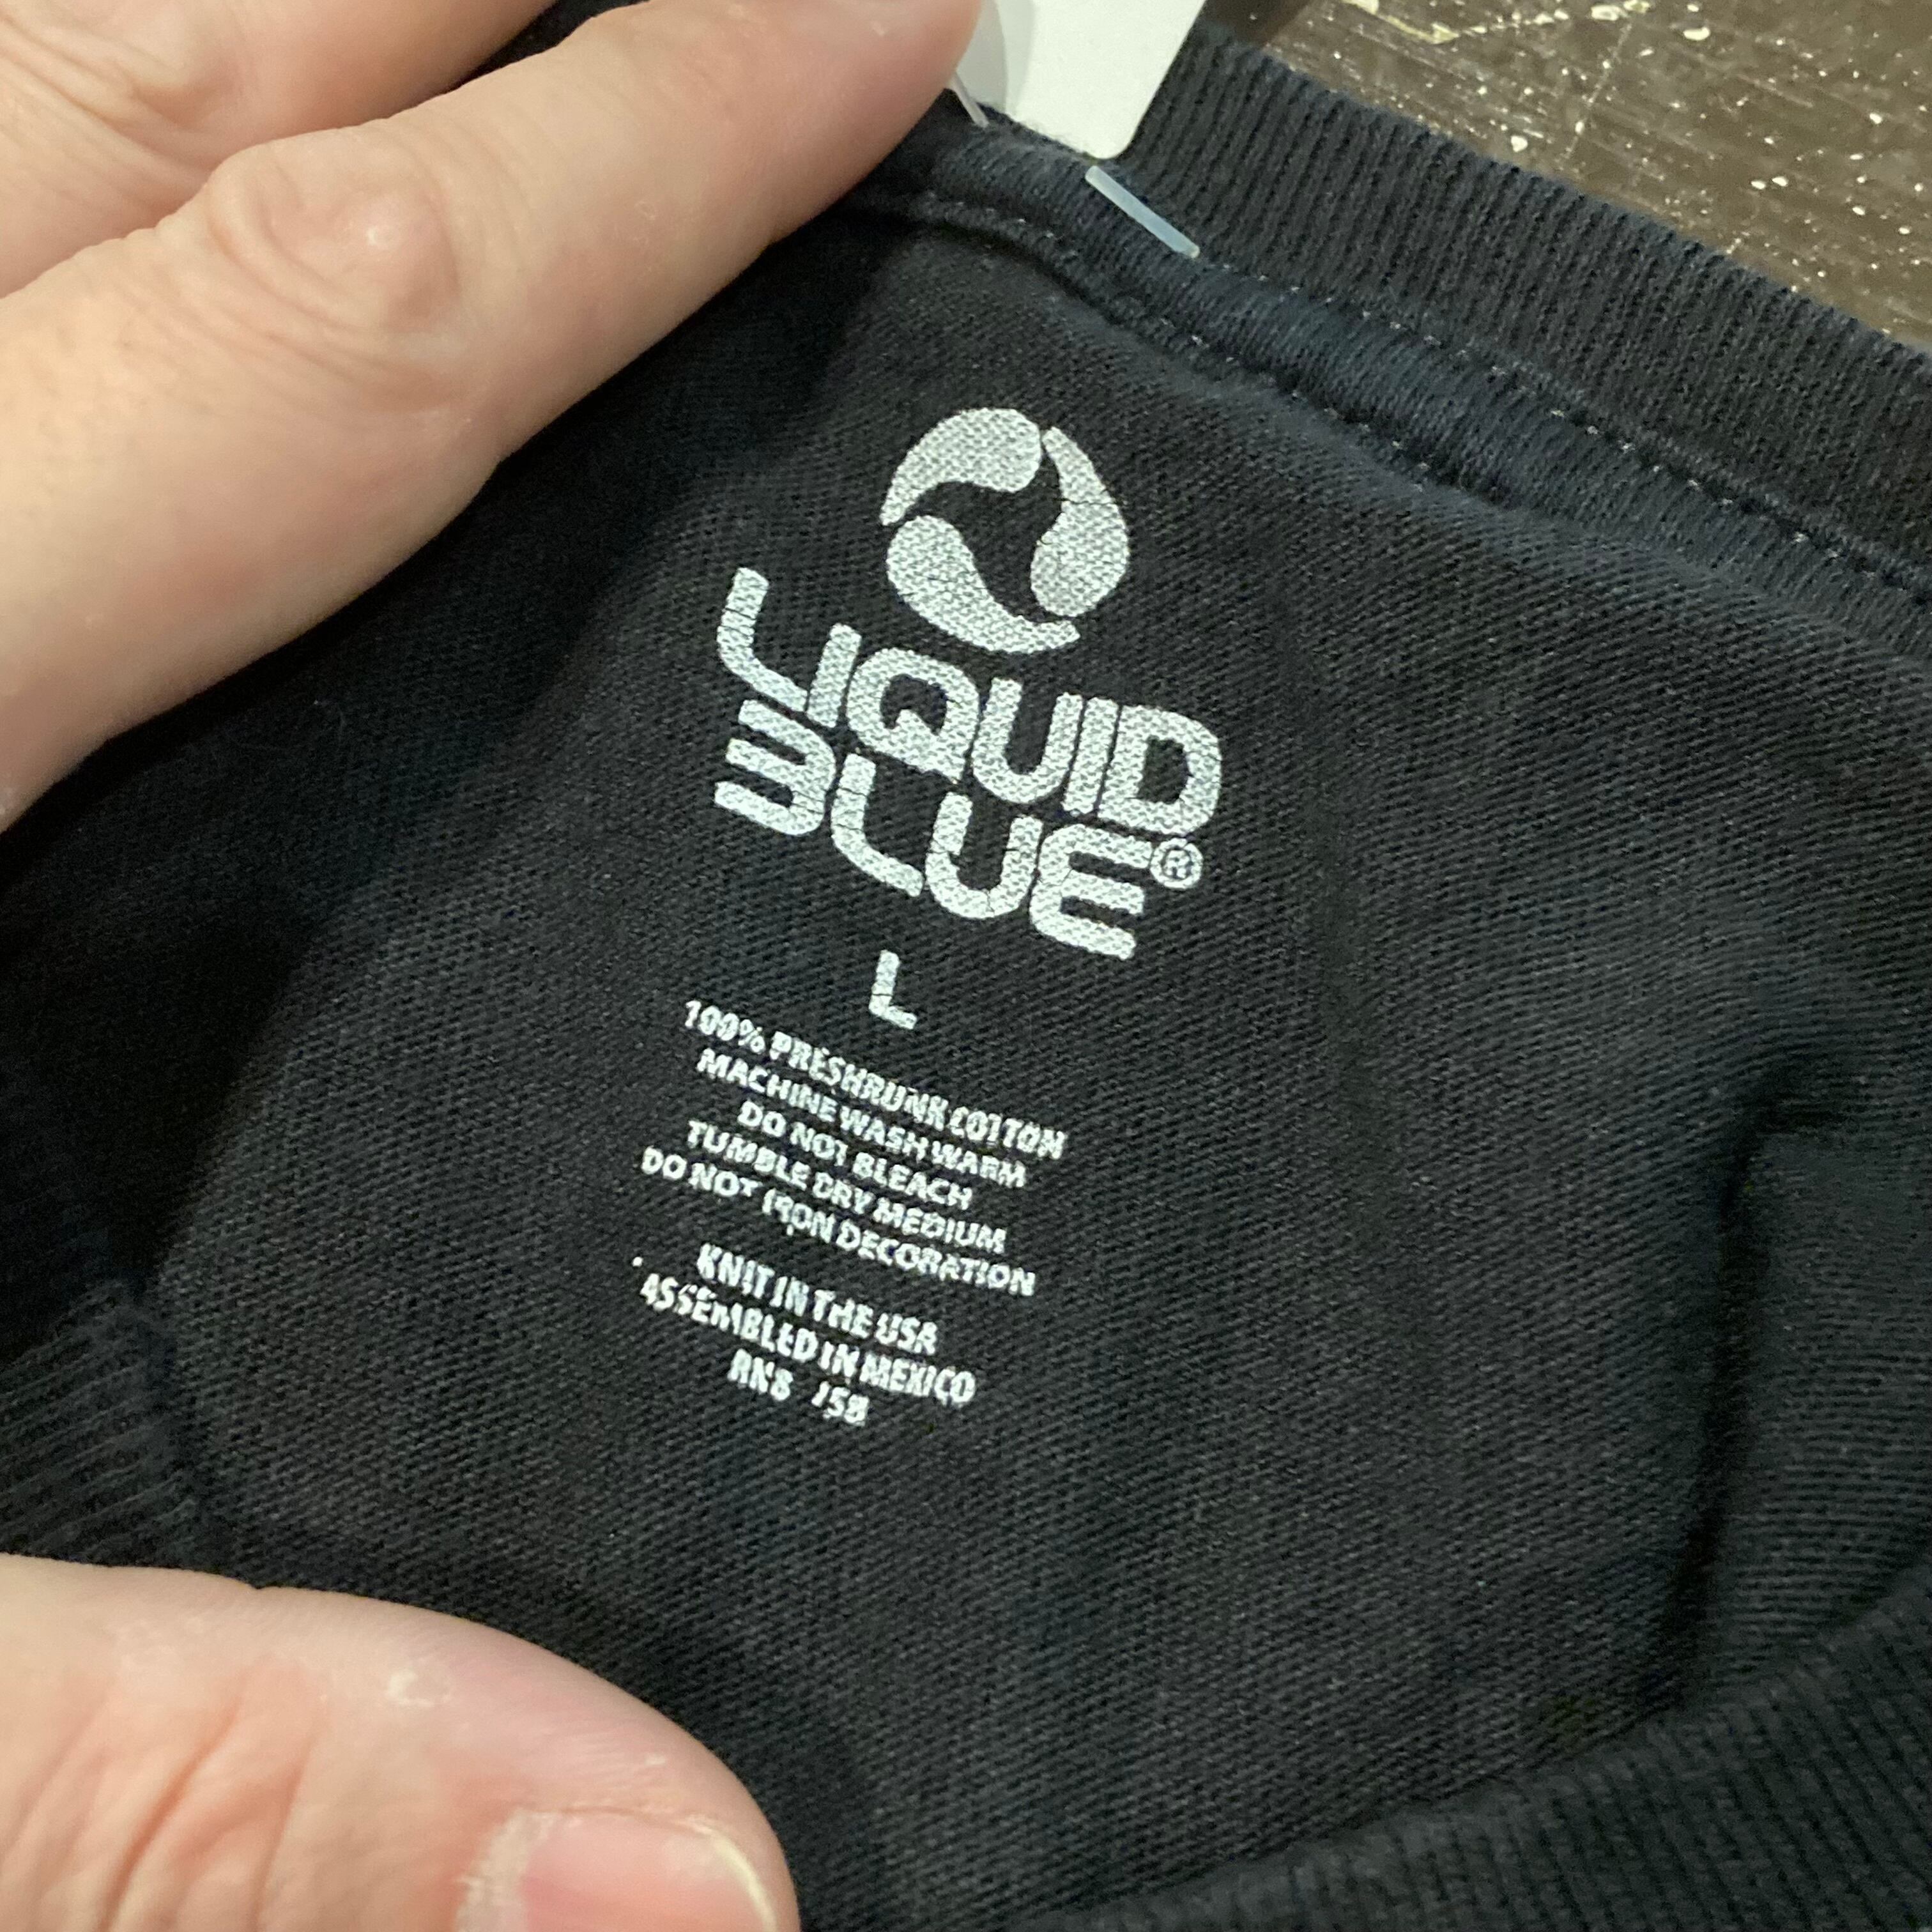 LIQUID
BLUE®
L
100% PRESHRUNK COTTON
MACHINE WASH WARM
DO NOT BLEACH
TUMBLE DRY MEDIUM
DO NOT IRON DECORATION
KNIT IN THE USA
ASSEMBLED IN MEXICO